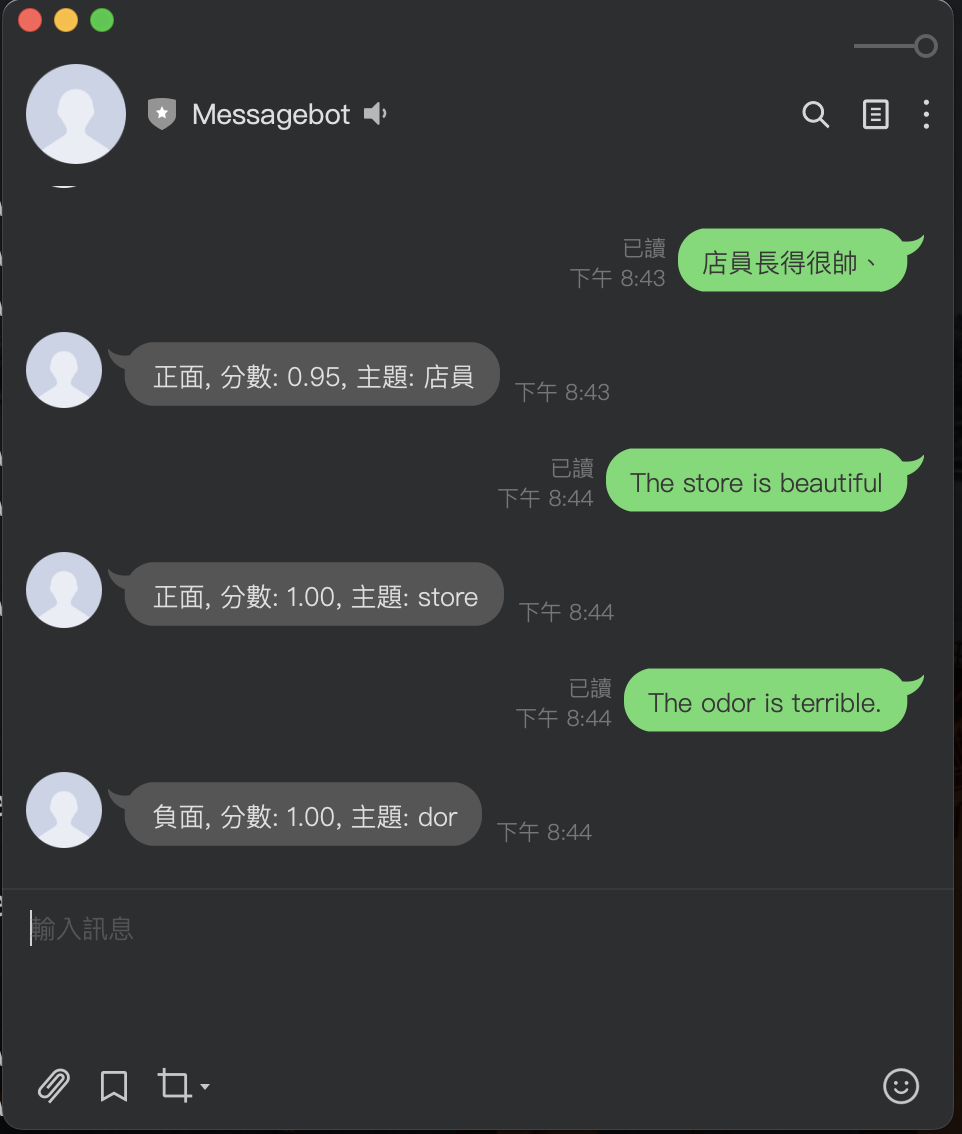 Messagebot
已讀
下午 8:43
店員長得很帥、
正面, 分數: 0.95, 主題: 店員
下午 8:43
已讀
下午 8:44
The store is beautiful
正面, 分數: 1.00, 主題: store
下午 8:44
已讀
下午 8:44
The odor is terrible.
負面, 分數: 1.00, 主題: dor
下午 8:44
輸入訊息